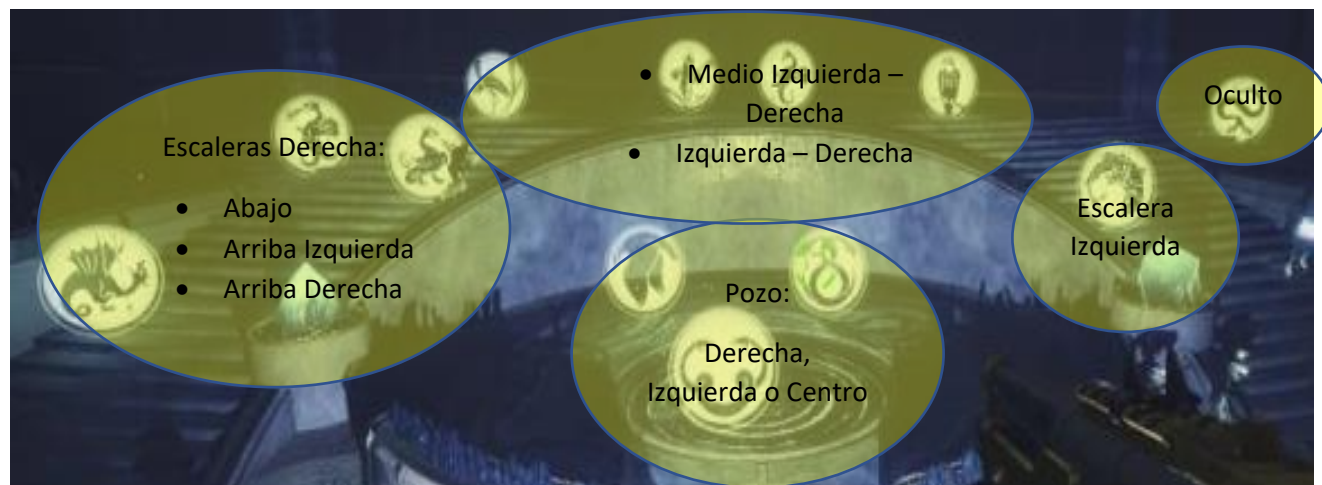 Escaleras Derecha:
• Abajo
• Arriba Izquierda
• Arriba Derecha
• Medio Izquierda –
Derecha
• Izquierda – Derecha
Oculto
Escalera
Izquierda
Pozo:
Derecha,
Izquierda o Centro